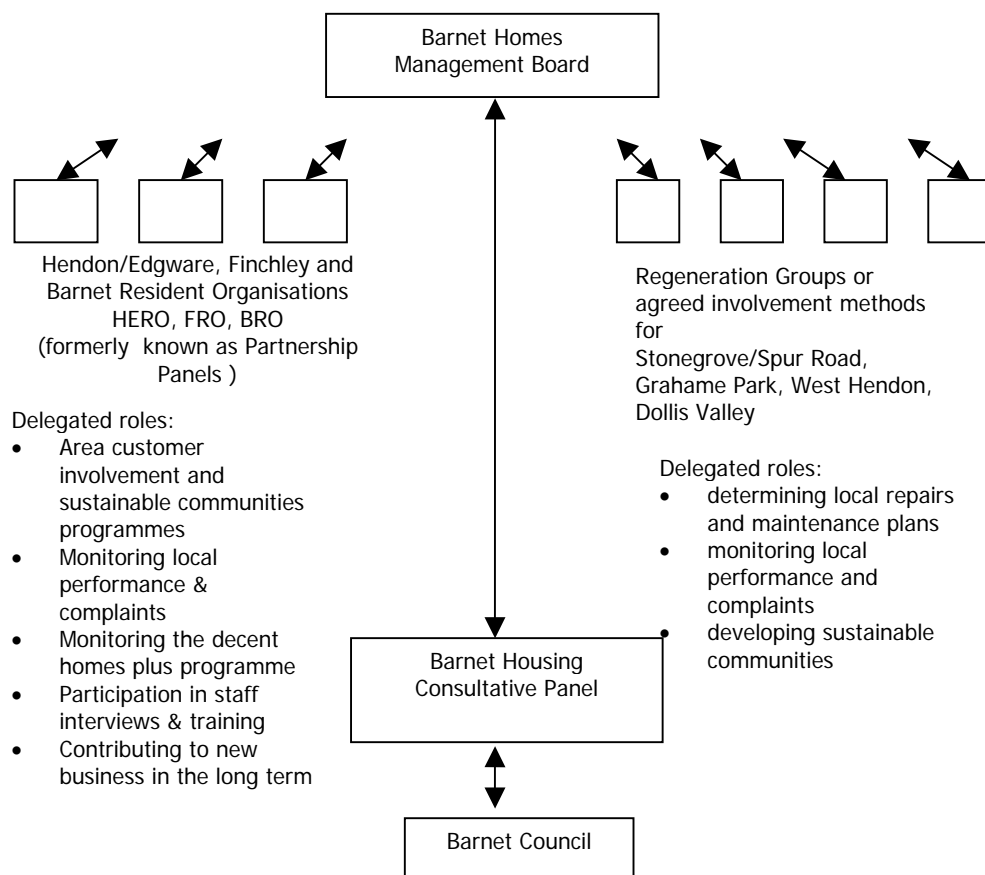 Barnet Homes
Management Board
Hendon/Edgware, Finchley and
Barnet Resident Organisations
HERO, FRO, BRO
(formerly known as Partnership
Panels )
Delegated roles:
• Area customer
involvement and
sustainable communities
programmes
• Monitoring local
performance &
complaints
• Monitoring the decent
homes plus programme
• Participation in staff
interviews & training
• Contributing to new
business in the long term
Regeneration Groups or
agreed involvement methods
for
Stonegrove/Spur Road,
Grahame Park, West Hendon,
Dollis Valley
Delegated roles:
• determining local repairs
and maintenance plans
• monitoring local
performance and
complaints
• developing sustainable
communities
Barnet Housing
Consultative Panel
Barnet Council